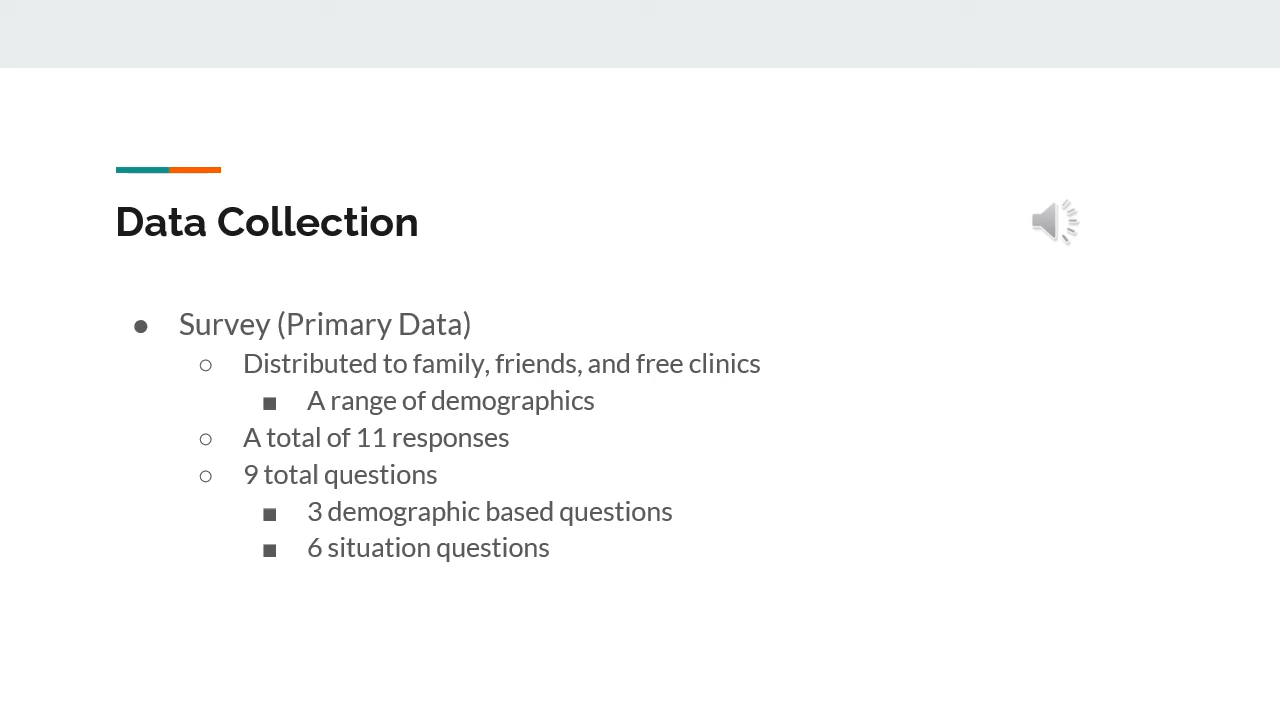 Data Collection
● Survey (Primary Data)
○ Distributed to family, friends, and free clinics
■ A range of demographics
○ A total of 11 responses
○ 9 total questions
■ 3 demographic based questions
■ 6 situation questions